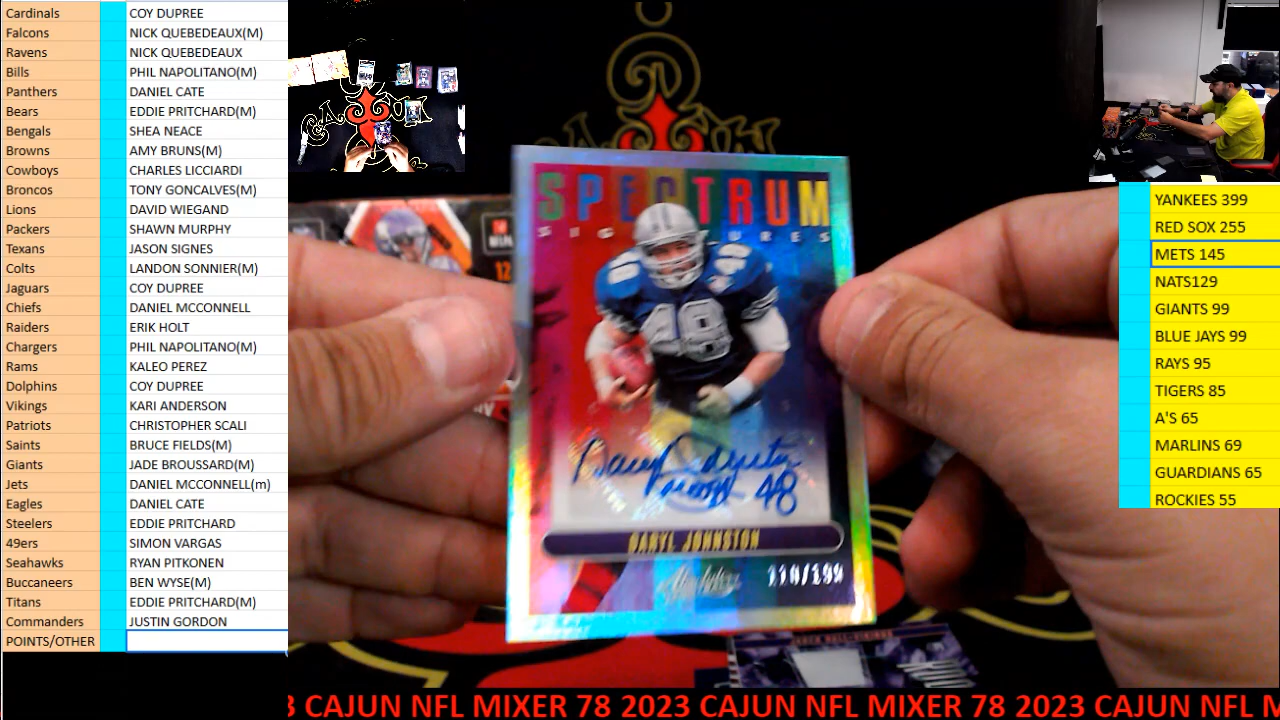 Cardinals COY DUPREE
Falcons NICK QUEBEDEAUX(M)
Ravens NICK QUEBEDEAUX
Bills PHIL NAPOLITANO(M)
Panthers DANIEL CATE
Bears EDDIE PRITCHARD(M)
Bengals SHEA NEACE
Browns AMY BRUNS(M)
Cowboys CHARLES LICCIARDI
Broncos TONY GONCALVES(M)
Lions DAVID WIEGAND
Packers SHAWN MURPHY
Texans JASON SIGNES
Colts LANDON SONNIER(M)
Jaguars COY DUPREE
Chiefs DANIEL MCCONNELL
Raiders ERIK HOLT
Chargers PHIL NAPOLITANO(M)
Rams KALEO PEREZ
Dolphins COY DUPREE
Vikings KARI ANDERSON
Patriots CHRISTOPHER SCALI
Saints BRUCE FIELDS(M)
Giants JADE BROUSSARD(M)
Jets DANIEL MCCONNELL(m)
Eagles DANIEL CATE
Steelers EDDIE PRITCHARD
49ers SIMON VARGAS
Seahawks RYAN PITKONEN
Buccaneers BEN WYSE(M)
Titans EDDIE PRITCHARD(M)
Commanders JUSTIN GORDON
POINTS/OTHER
SPECTRUM
SIGNATURES
48
48
DARYL JOHNSTON
Absolute
YANKEES 399
RED SOX 255
METS 145
NATS129
GIANTS 99
BLUE JAYS 99
RAYS 95
TIGERS 85
A'S 65
MARLINS 69
GUARDIANS 65
ROCKIES 55
3 CAJUN NFL MIXER 78 2023 CAJUN NFL MIXER 78 2023 CAJUN NFL M